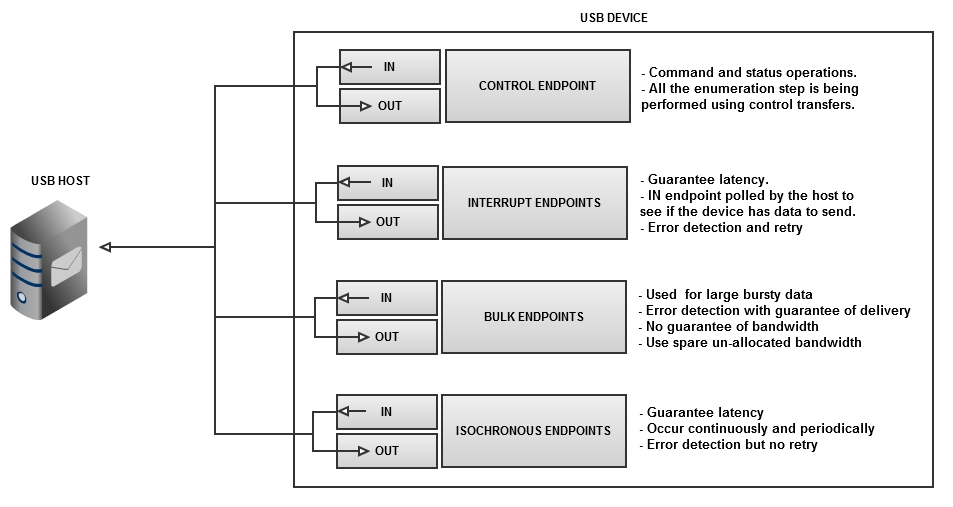 USB DEVICE
IN
OUT
CONTROL ENDPOINT
- Command and status operations.
- All the enumeration step is being
performed using control transfers.
USB HOST
IN
OUT
INTERRUPT ENDPOINTS
- Guarantee latency.
- IN endpoint polled by the host to
see if the device has data to send.
- Error detection and retry
IN
OUT
BULK ENDPOINTS
- Used  for large bursty data
- Error detection with guarantee of delivery
- No guarantee of bandwidth
- Use spare un-allocated bandwidth
IN
OUT
ISOCHRONOUS ENDPOINTS
- Guarantee latency
- Occur continuously and periodically
- Error detection but no retry